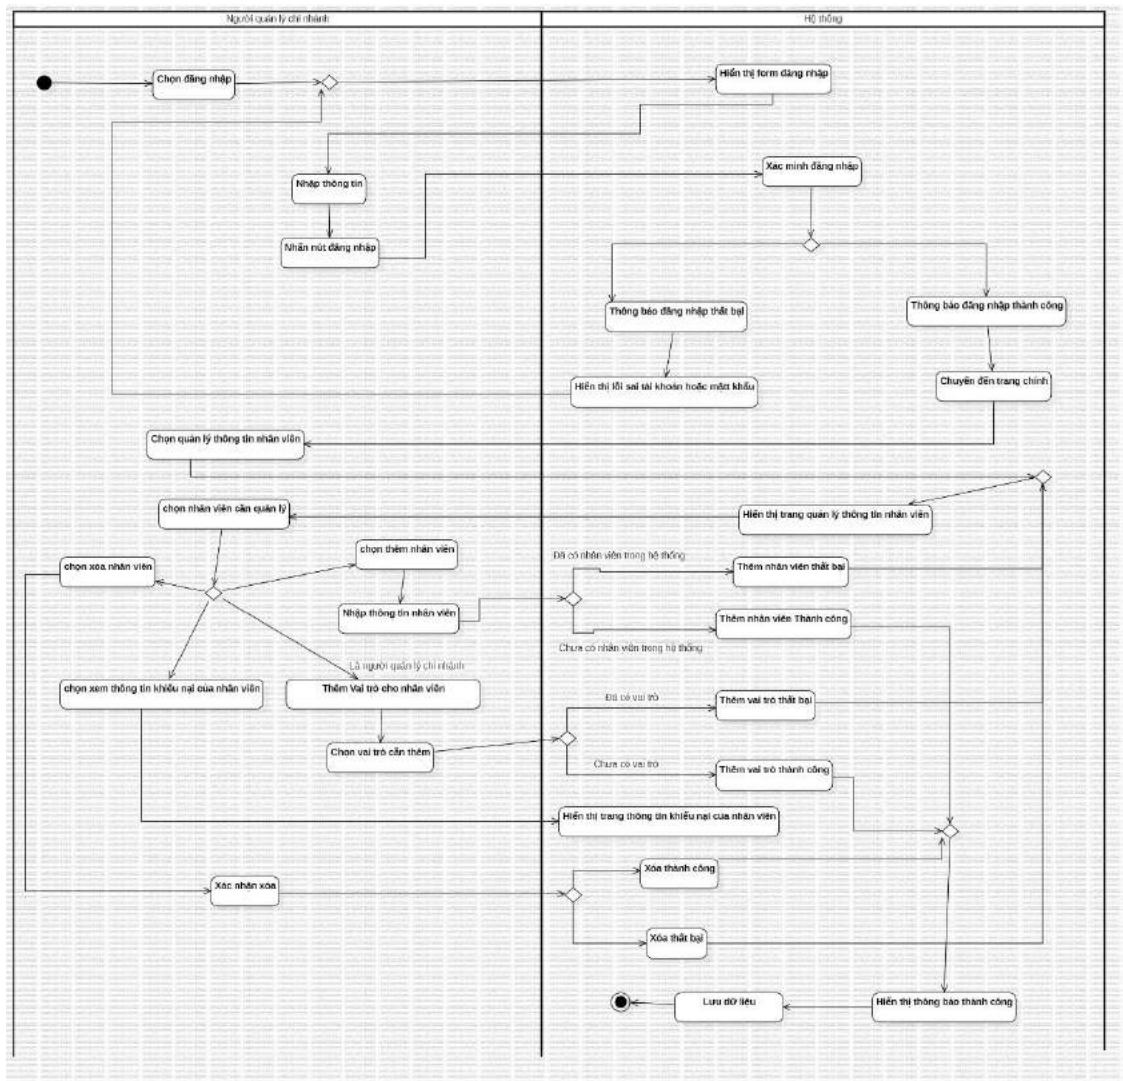 Người quản lý chi nhánh
Hệ thống
Chọn đăng nhập
Hiển thị form đăng nhập
Nhập thông tin
Xác minh đăng nhập
Nhấn nút đăng nhập
Thông báo đăng nhập thất bại
Thông báo đăng nhập thành công
Hiển thị lỗi sai tài khoản hoặc mật khẩu
Chuyển đến trang chính
Chọn quản lý thông tin nhân viên
chọn nhân viên cần quản lý
Hiển thị trang quản lý thông tin nhân viên
chọn thêm nhân viên
Đã có nhân viên trong hệ thống
chọn xóa nhân viên
Thêm nhân viên thất bại
Nhập thông tin nhân viên
Thêm nhân viên Thành công
Chưa có nhân viên trong hệ thống
Là người quản lý chi nhánh
chọn xem thông tin khiếu nại của nhân viên
Thêm Vai trò cho nhân viên
Đã có vai trò
Thêm vai trò thất bại
Chọn vai trò cần thêm
Chưa có vai trò
Thêm vai trò thành công
Hiển thị trang thông tin khiếu nại của nhân viên
Xóa thành công
Xác nhận xóa
Xóa thất bại
Lưu dữ liệu
Hiển thị thông báo thành công